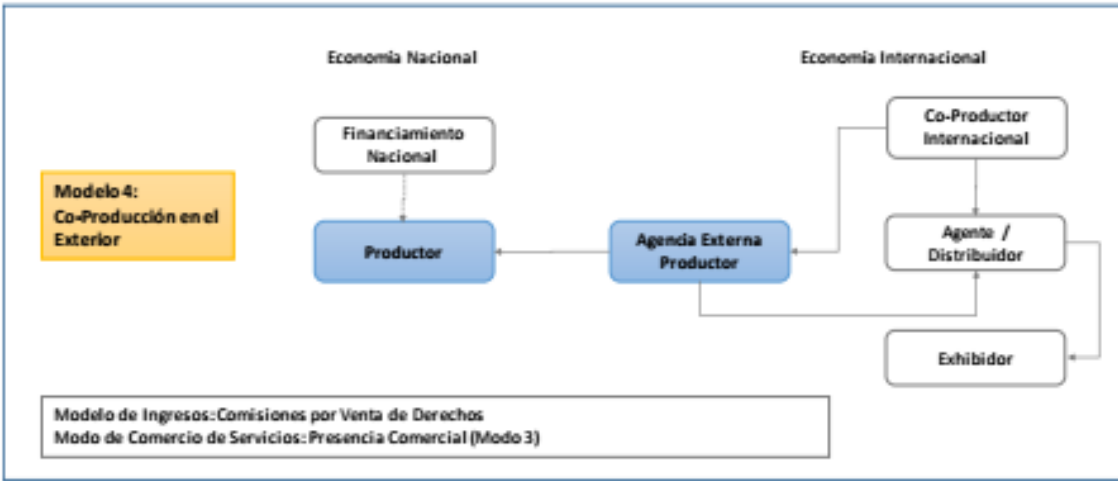 Economía Nacional
Economía Internacional
Co-Productor
Internacional
Financiamiento
Nacional
Modelo 4:
Co-Producción en el
Exterior
Productor
Agencia Externa
Productor
Agente /
Distribuidor
Exhibidor
Modelo de Ingresos: Comisiones por Venta de Derechos
Modo de Comercio de Servicios: Presencia Comercial (Modo 3)